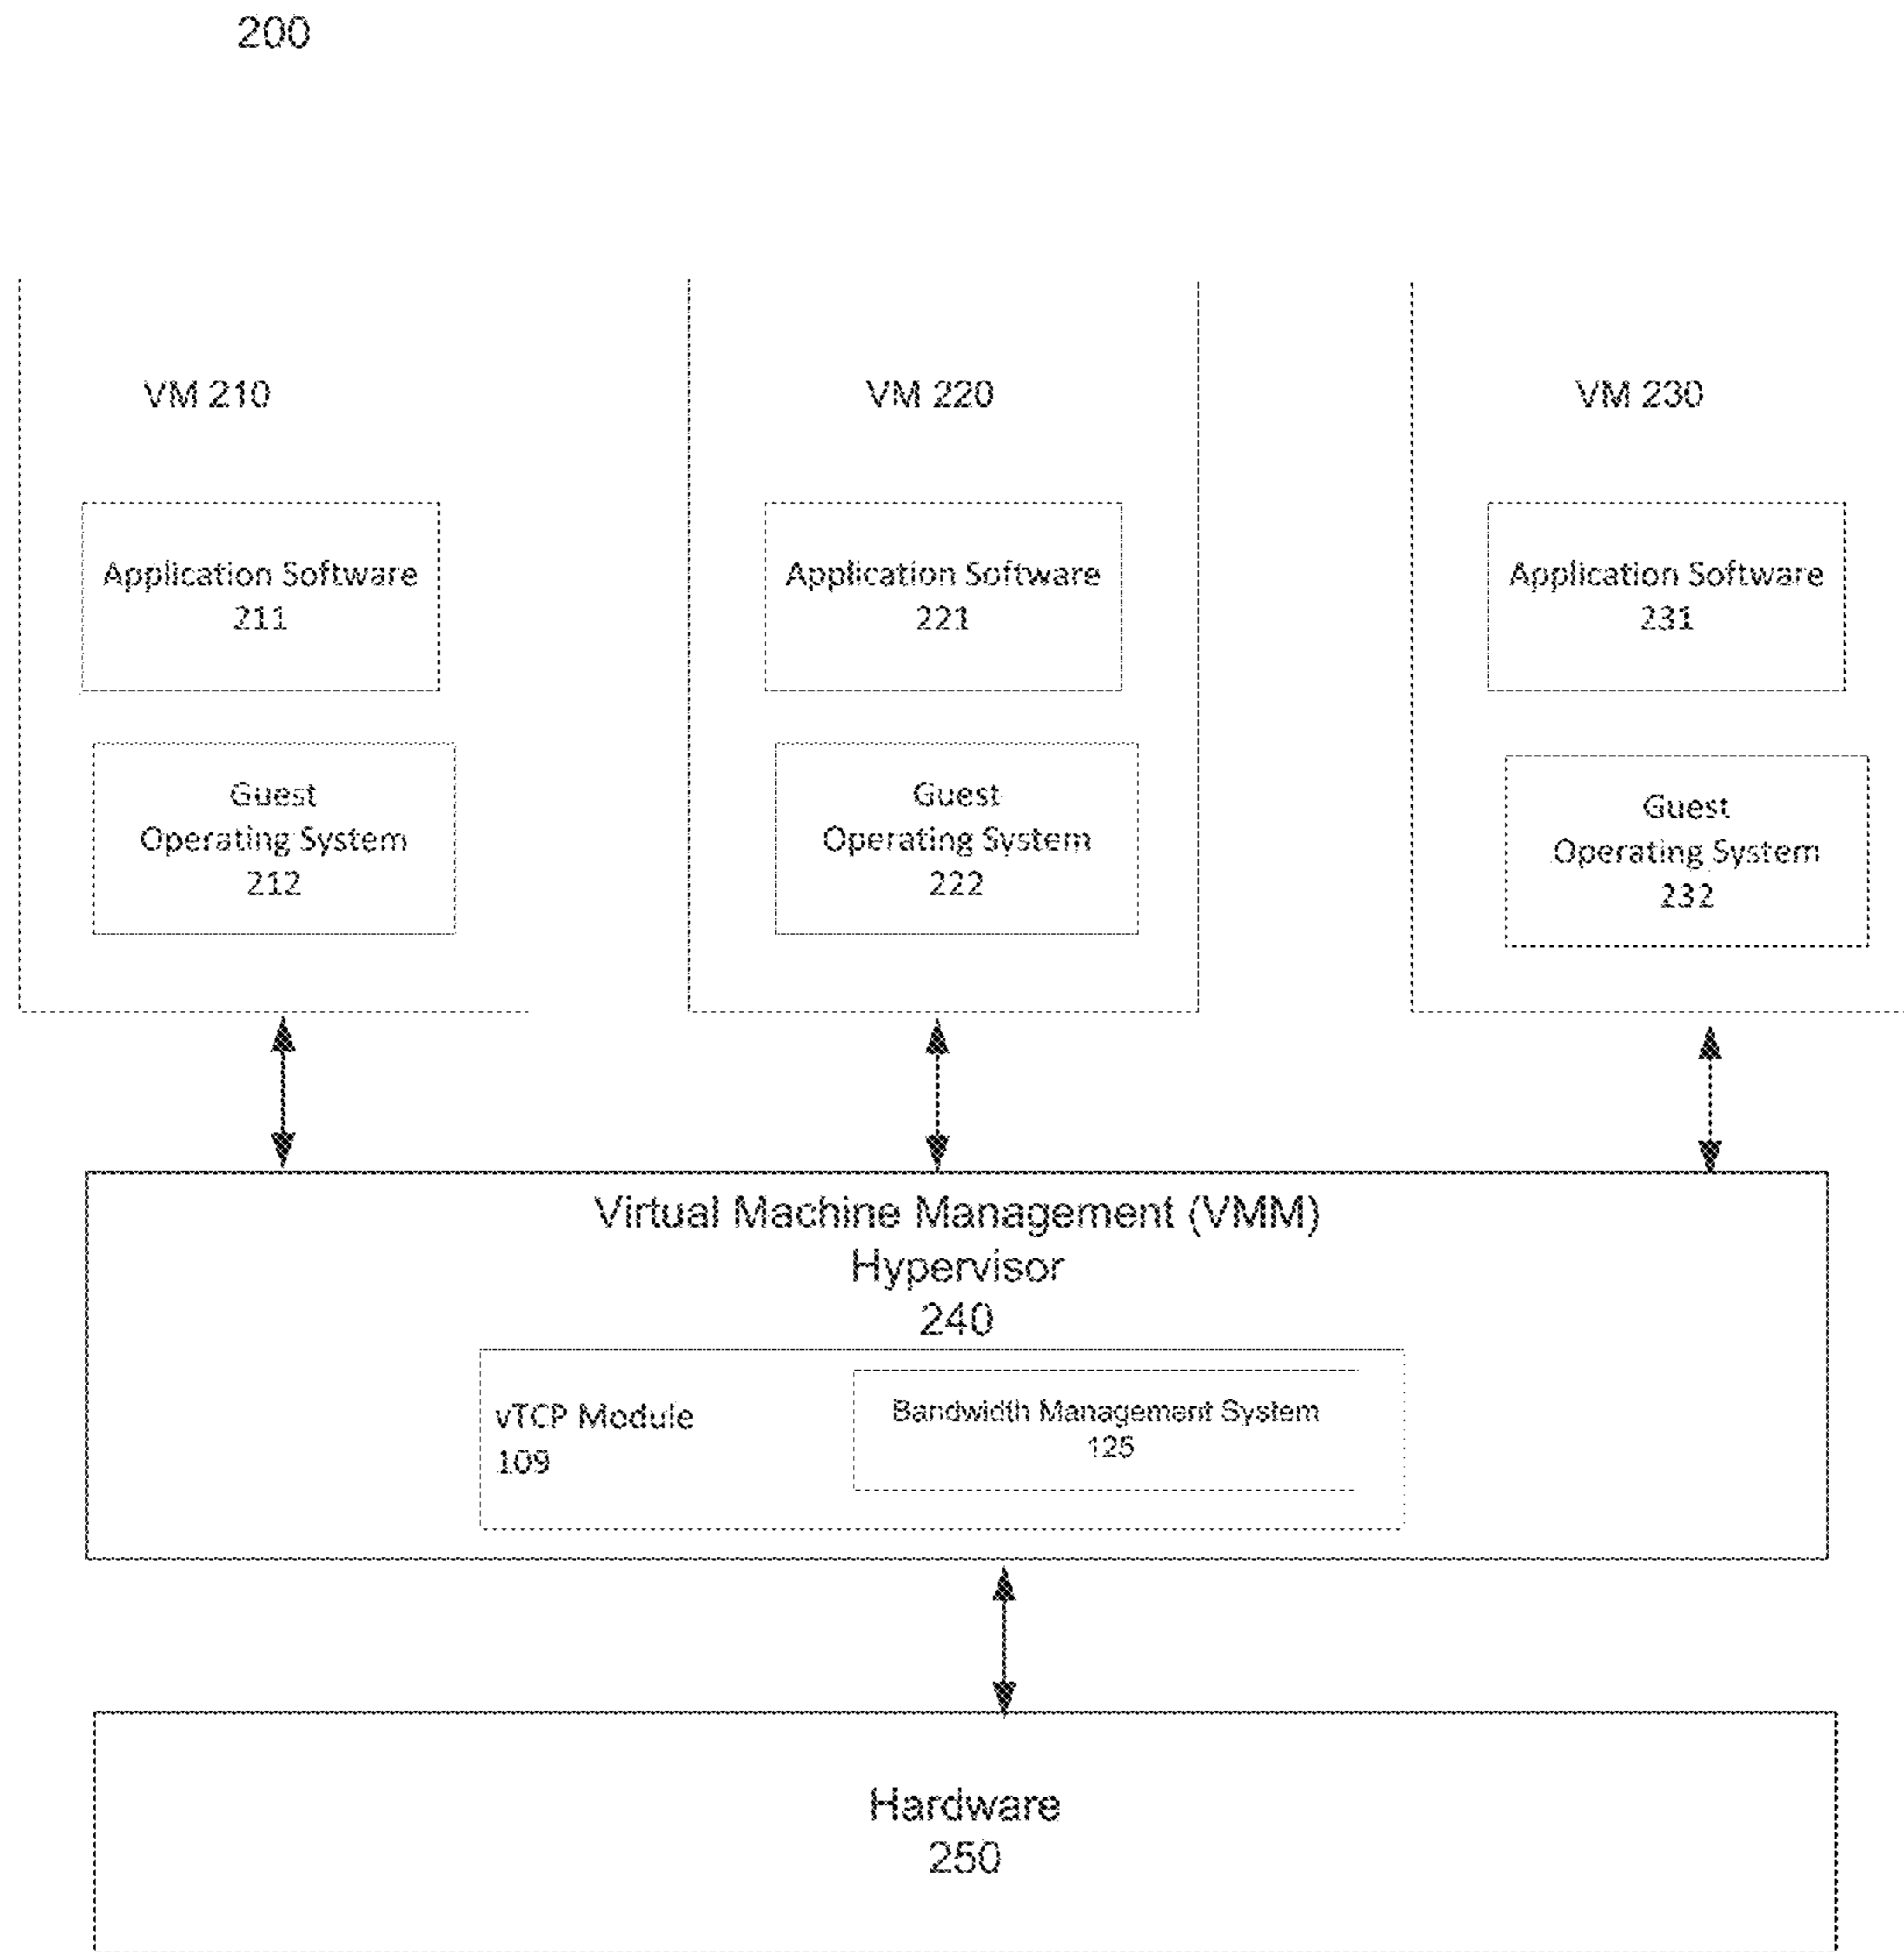 200
VM 210
VM 220
VM 230
Application Software
211
Application Software
221
Application Software
231
Guest
Operating System
212
Guest
Operating System
222
Guest
Operating System
232
Virtual Machine Management (VMM)
Hypervisor
240
vTCP Module
109
Bandwidth Management System
125
Hardware
250